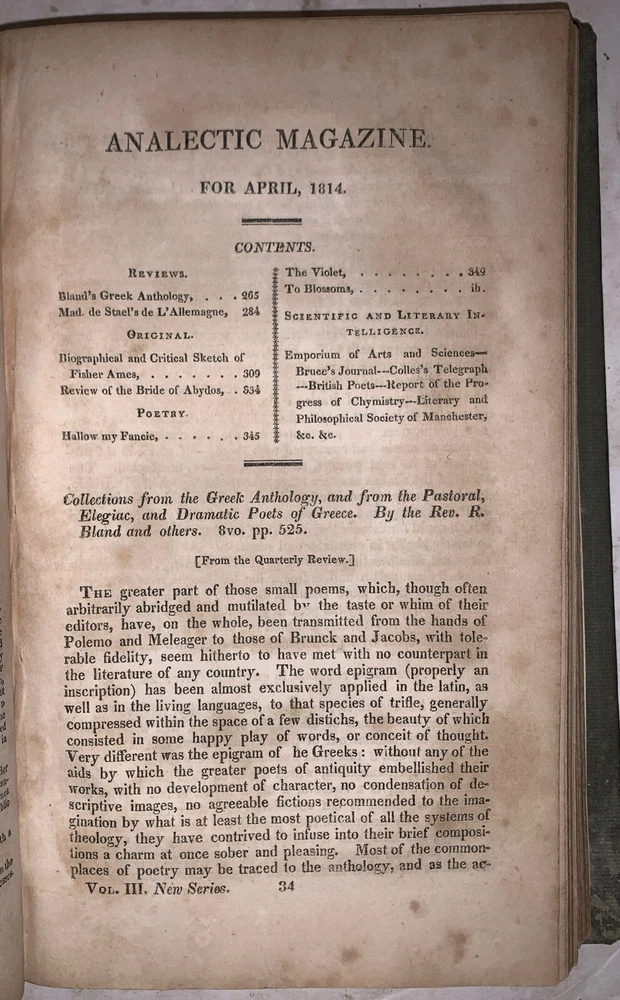 ANALECTIC MAGAZINE.
FOR APRIL, 1814.
CONTENTS.
REVIEWS.
Bland's Greek Anthology, . . . 265
Mad. de Stael's de L'Allemagne, 284
ORIGINAL.
Biographical and Critical Sketch of
Fisher Ames, . . . . . . . 309
Review of the Bride of Abydos, . 334
POETRY.
Hallow my Fancie, . . . . . . 345
The Violet, . . . . . . . . 349
To Blossoms, . . . . . . . . ib.
SCIENTIFIC AND LITERARY IN-
TELLIGENCE.
Emporium of Arts and Sciences—
Bruce's Journal—Colles's Telegraph
—British Poets—Report of the Pro-
gress of Chymistry—Literary and
Philosophical Society of Manchester,
&c. &c.
Collections from the Greek Anthology, and from the Pastoral,
Elegiac, and Dramatic Poets of Greece. By the Rev. R.
Bland and others. 8vo. pp. 525.
[From the Quarterly Review.]
THE greater part of those small poems, which, though often
arbitrarily abridged and mutilated by the taste or whim of their
editors, have, on the whole, been transmitted from the hands of
Polemo and Meleager to those of Brunck and Jacobs, with tole-
rable fidelity, seem hitherto to have met with no counterpart in
the literature of any country. The word epigram (properly an
inscription) has been almost exclusively applied in the latin, as
well as in the living languages, to that species of trifle, generally
compressed within the space of a few distichs, the beauty of which
consisted in some happy play of words, or conceit of thought.
Very different was the epigram of he Greeks: without any of the
aids by which the greater poets of antiquity embellished their
works, with no development of character, no condensation of de-
scriptive images, no agreeable fictions recommended to the ima-
gination by what is at least the most poetical of all the systems of
theology, they have contrived to infuse into their brief composi-
tions a charm at once sober and pleasing. Most of the common-
places of poetry may be traced to the anthology, and as the ac-
VOL. III. New Series. 34